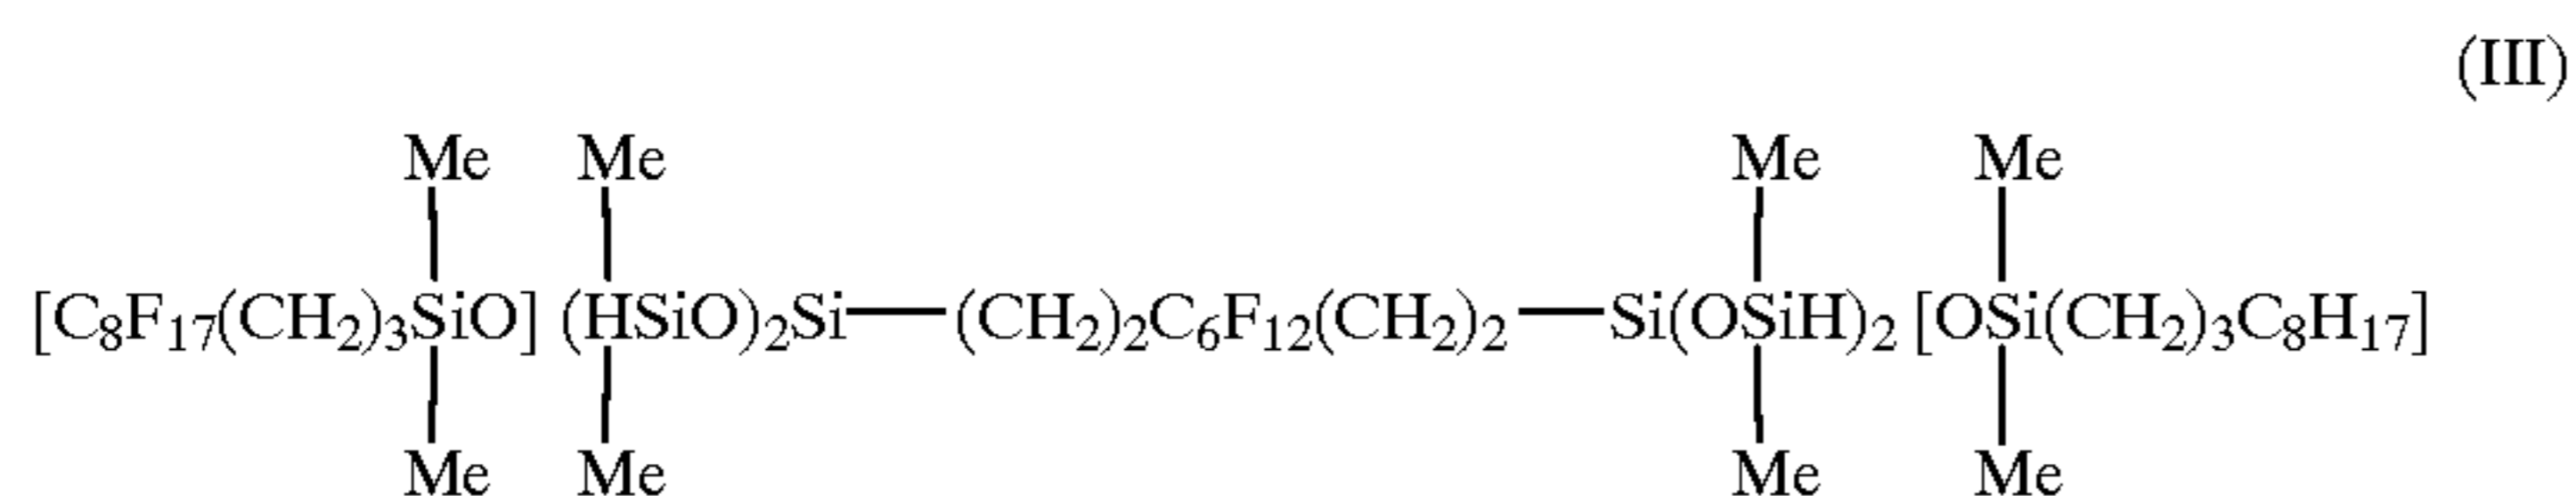 (III)
Me Me Me Me
[C₈F₁₇(CH₂)₃SiO] (HSiO)₂Si—(CH₂)₂C₆F₁₂(CH₂)₂—Si(OSiH)₂ [OSi(CH₂)₃C₈H₁₇]
Me Me Me Me